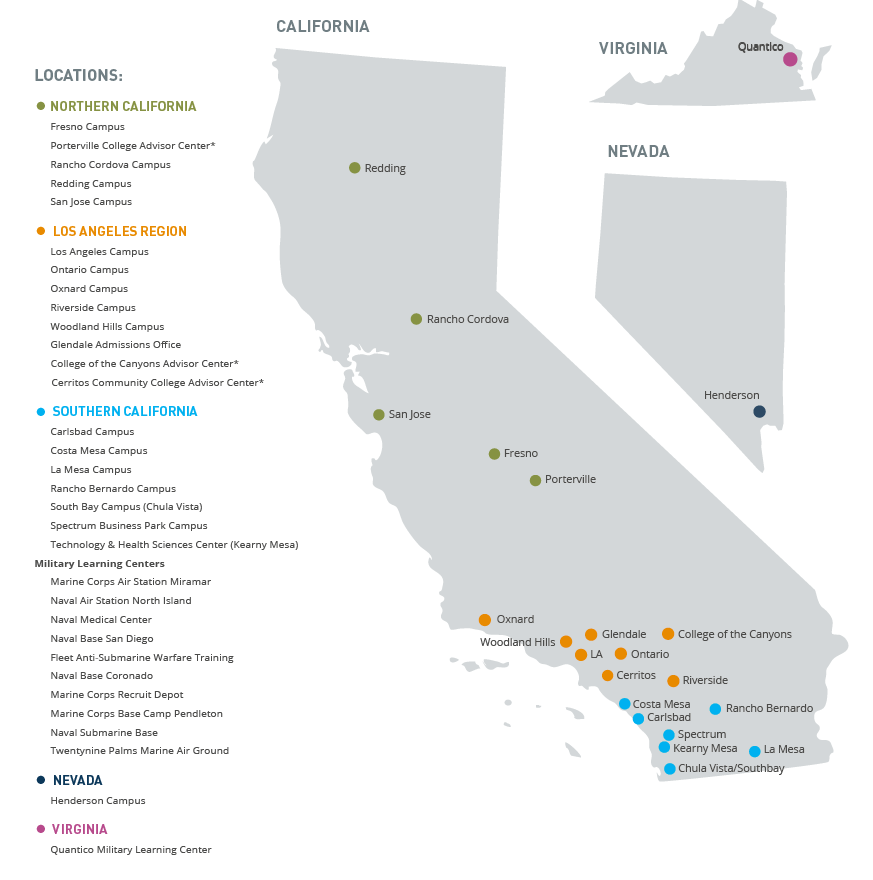 LOCATIONS:
NORTHERN CALIFORNIA
Fresno Campus
Porterville College Advisor Center*
Rancho Cordova Campus
Redding Campus
San Jose Campus
LOS ANGELES REGION
Los Angeles Campus
Ontario Campus
Oxnard Campus
Riverside Campus
Woodland Hills Campus
Glendale Admissions Office
College of the Canyons Advisor Center*
Cerritos Community College Advisor Center*
SOUTHERN CALIFORNIA
Carlsbad Campus
Costa Mesa Campus
La Mesa Campus
Rancho Bernardo Campus
South Bay Campus (Chula Vista)
Spectrum Business Park Campus
Technology & Health Sciences Center (Kearny Mesa)
Military Learning Centers
Marine Corps Air Station Miramar
Naval Air Station North Island
Naval Medical Center
Naval Base San Diego
Fleet Anti-Submarine Warfare Training
Naval Base Coronado
Marine Corps Recruit Depot
Marine Corps Base Camp Pendleton
Naval Submarine Base
Twentynine Palms Marine Air Ground
NEVADA
Henderson Campus
VIRGINIA
Quantico Military Learning Center
CALIFORNIA
Redding
Rancho Cordova
San Jose
Fresno
Porterville
Oxnard
Woodland Hills
Glendale
College of the Canyons
LA
Ontario
Cerritos
Riverside
Costa Mesa
Rancho Bernardo
Carlsbad
Spectrum
Kearny Mesa
La Mesa
Chula Vista/Southbay
VIRGINIA
Quantico
NEVADA
Henderson